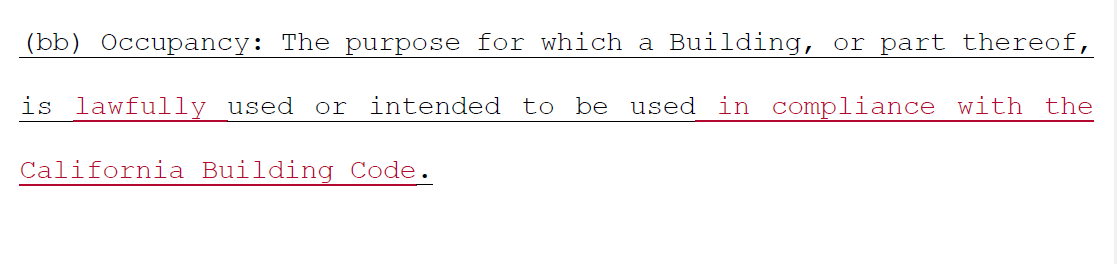 (bb) Occupancy: The purpose for which a Building, or part thereof,
is lawfully used or intended to be used in compliance with the
California Building Code.